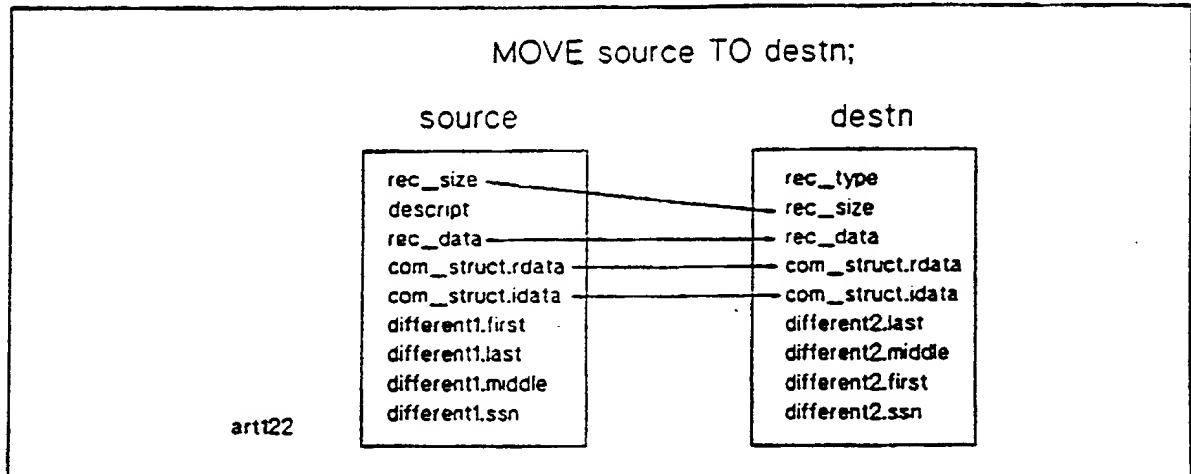 MOVE source TO destn;
source
destn
rec_size
descript
rec_data
com_struct.rdata
com_struct.idata
different1.first
different1.last
different1.middle
different1.ssn
rec_type
rec_size
rec_data
com_struct.rdata
com_struct.idata
different2.last
different2.middle
different2.first
different2.ssn
artt22